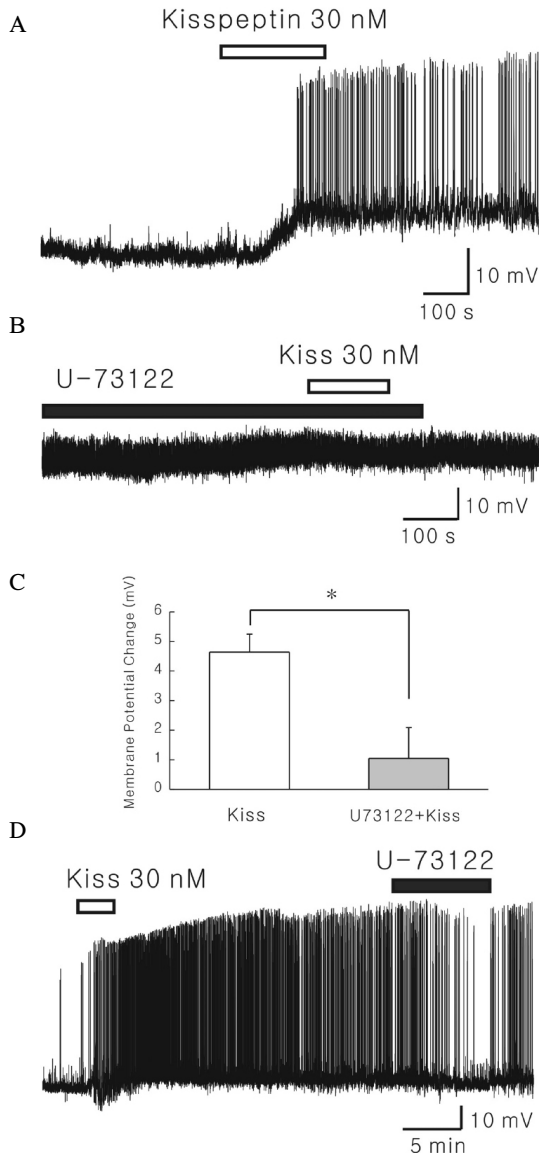 A
Kisspeptin 30 nM
10 mV
100 s
B
Kiss 30 nM
U-73122
10 mV
100 s
C
Membrane Potential Change (mV)
6
5
4
3
2
1
0
*
Kiss
U73122+Kiss
D
U-73122
Kiss 30 nM
10 mV
5 min